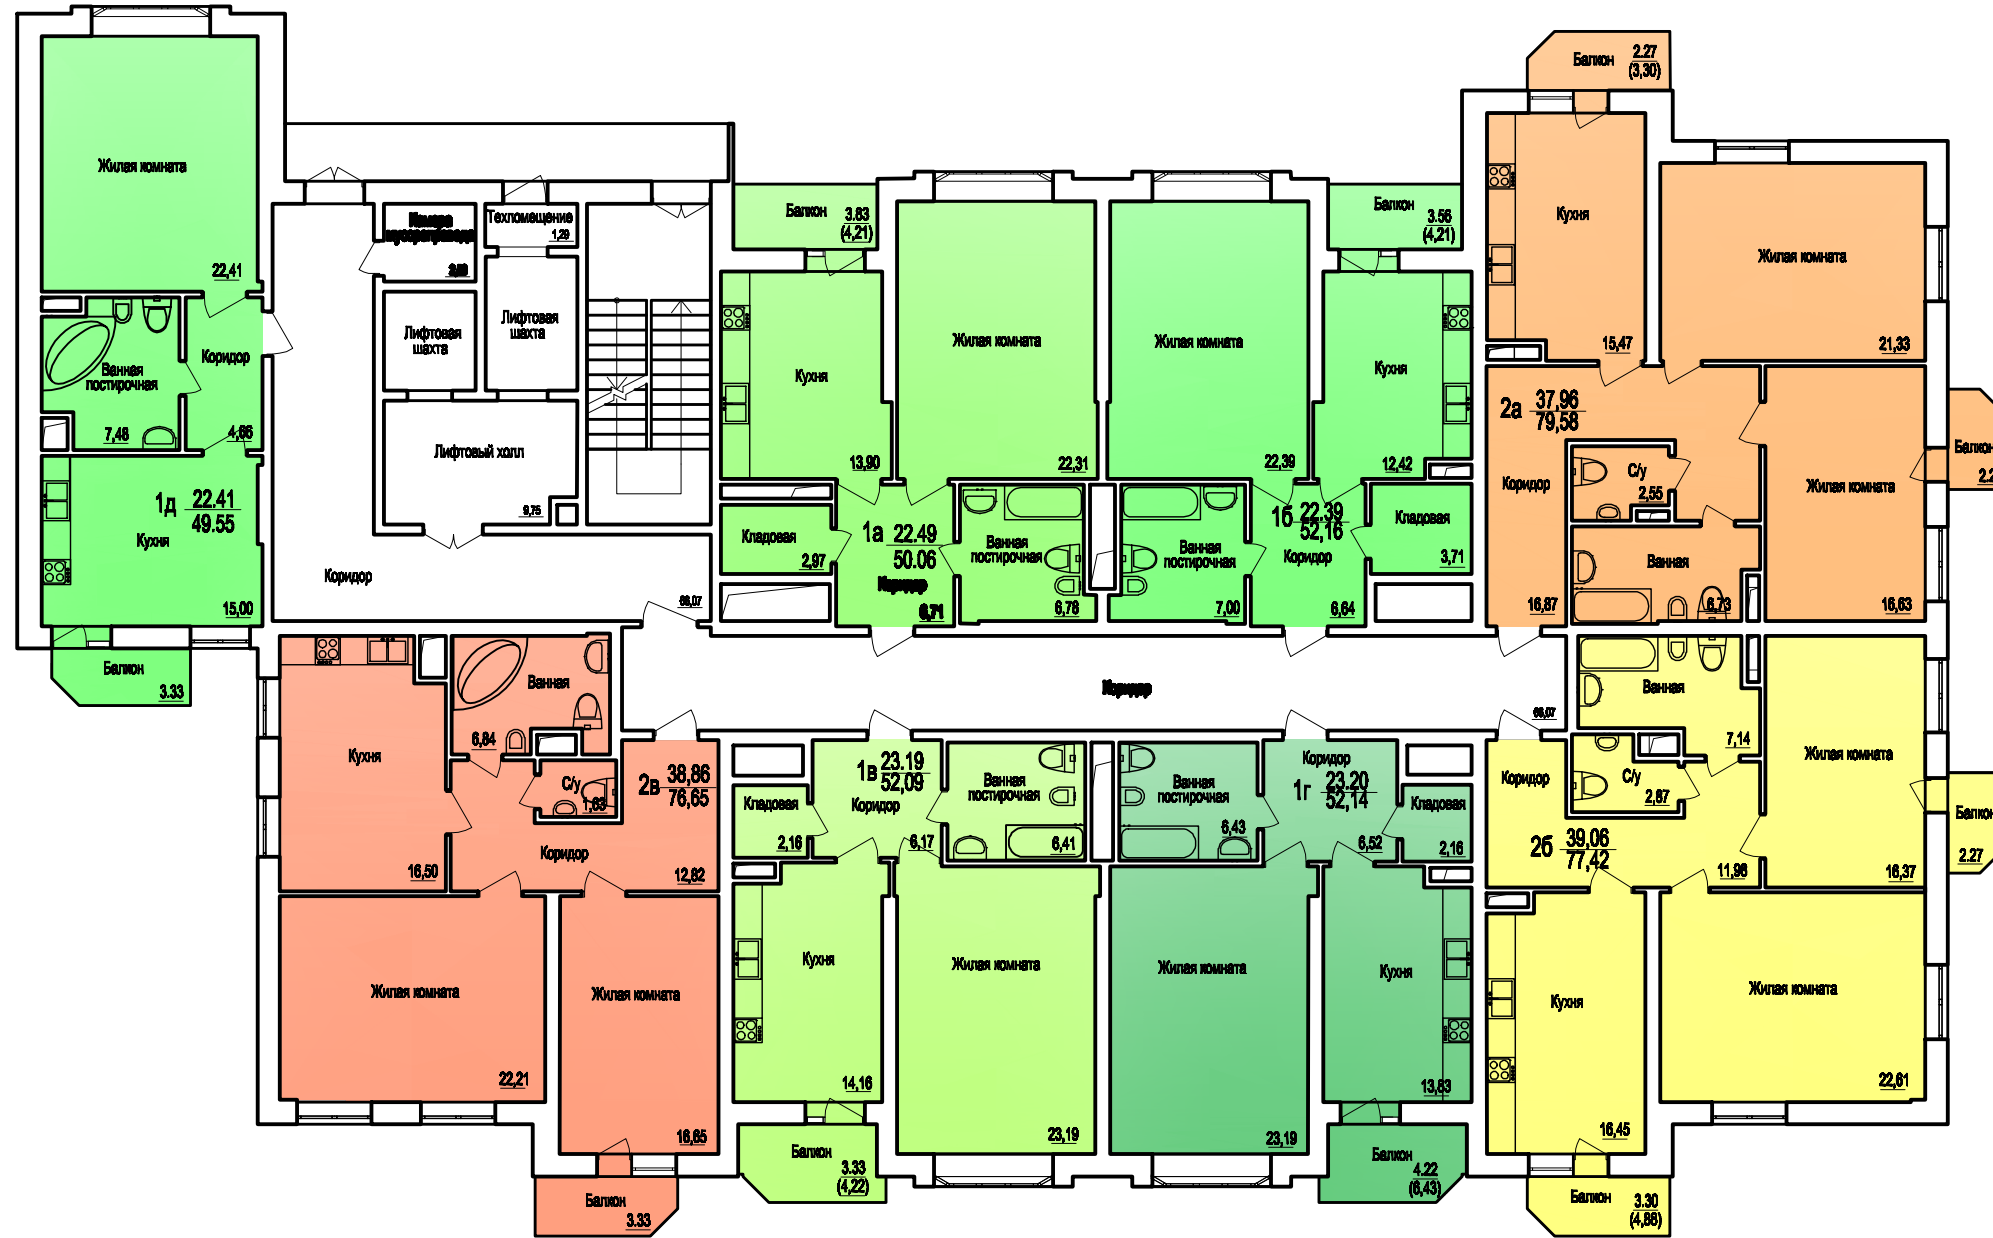 Жилая комната
22,41
Ванная
постирочная
7,48
Коридор
4,66
1д 22.41
49.55
Кухня
15,00
Балкон
3.33
Техпомещение
1,29
Лифтовая
шахта
Лифтовая
шахта
Лифтовый холл
9,75
Коридор
66,07
Балкон
3.83
(4,21)
Кухня
13,90
Жилая комната
22,31
Кладовая
2,97
1а 22.49
50.06
Коридор
6,71
Ванная
постирочная
6,78
Жилая комната
22,39
Балкон
3.56
(4,21)
Кухня
12,42
Ванная
постирочная
7,00
1б 22.39
52,16
Коридор
6,64
Кладовая
3,71
Балкон
2.27
(3,30)
Кухня
15,47
Жилая комната
21,33
2а 37,96
79,58
Коридор
16,87
С/у
2,55
Ванная
6,73
Жилая комната
16,63
Балкон
Коридор
66,07
Кухня
16,50
Ванная
6,84
С/у
1,63
2в 38,86
76,65
Коридор
12,82
Жилая комната
22,21
Жилая комната
16,65
Балкон
3.33
1в 23.19
52,09
Коридор
6,17
Кладовая
2,16
Ванная
постирочная
6,41
Кухня
14,16
Жилая комната
23,19
Балкон
3.33
(4,22)
Ванная
постирочная
6,43
Коридор
1г 23.20
52,14
6,52
Кладовая
2,16
Жилая комната
23,19
Кухня
13,83
Балкон
4.22
(6,43)
Ванная
7,14
Коридор
С/у
2,87
2б 39,06
77,42
11,98
Жилая комната
16,37
Балкон
2.27
Кухня
16,45
Жилая комната
22,61
Балкон
3.30
(4,88)